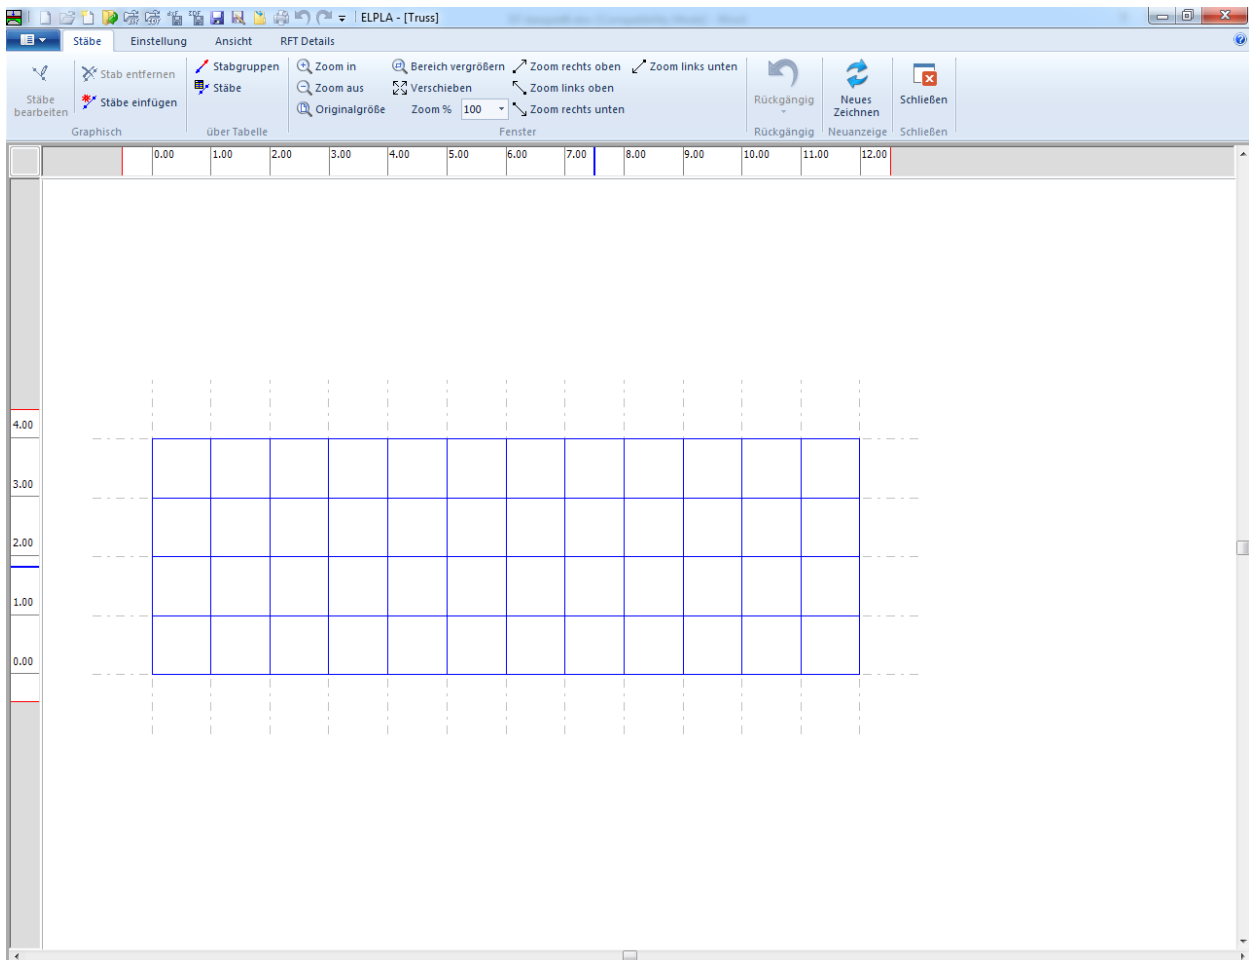 ELPLA - [Truss]
Stäbe Einstellung Ansicht RFT Details
Stäbe bearbeiten
Stab entfernen
Stäbe einfügen
Graphisch
Stabgruppen
Stäbe
über Tabelle
Zoom in Bereich vergrößern Zoom rechts oben Zoom links unten
Zoom aus Verschieben Zoom links oben
Originalgröße Zoom % 100 Zoom rechts unten
Fenster
Rückgängig
Rückgängig
Neues
Zeichnen
Neuanzeige
Schließen
Schließen
0.00 1.00 2.00 3.00 4.00 5.00 6.00 7.00 8.00 9.00 10.00 11.00 12.00
4.00
3.00
2.00
1.00
0.00